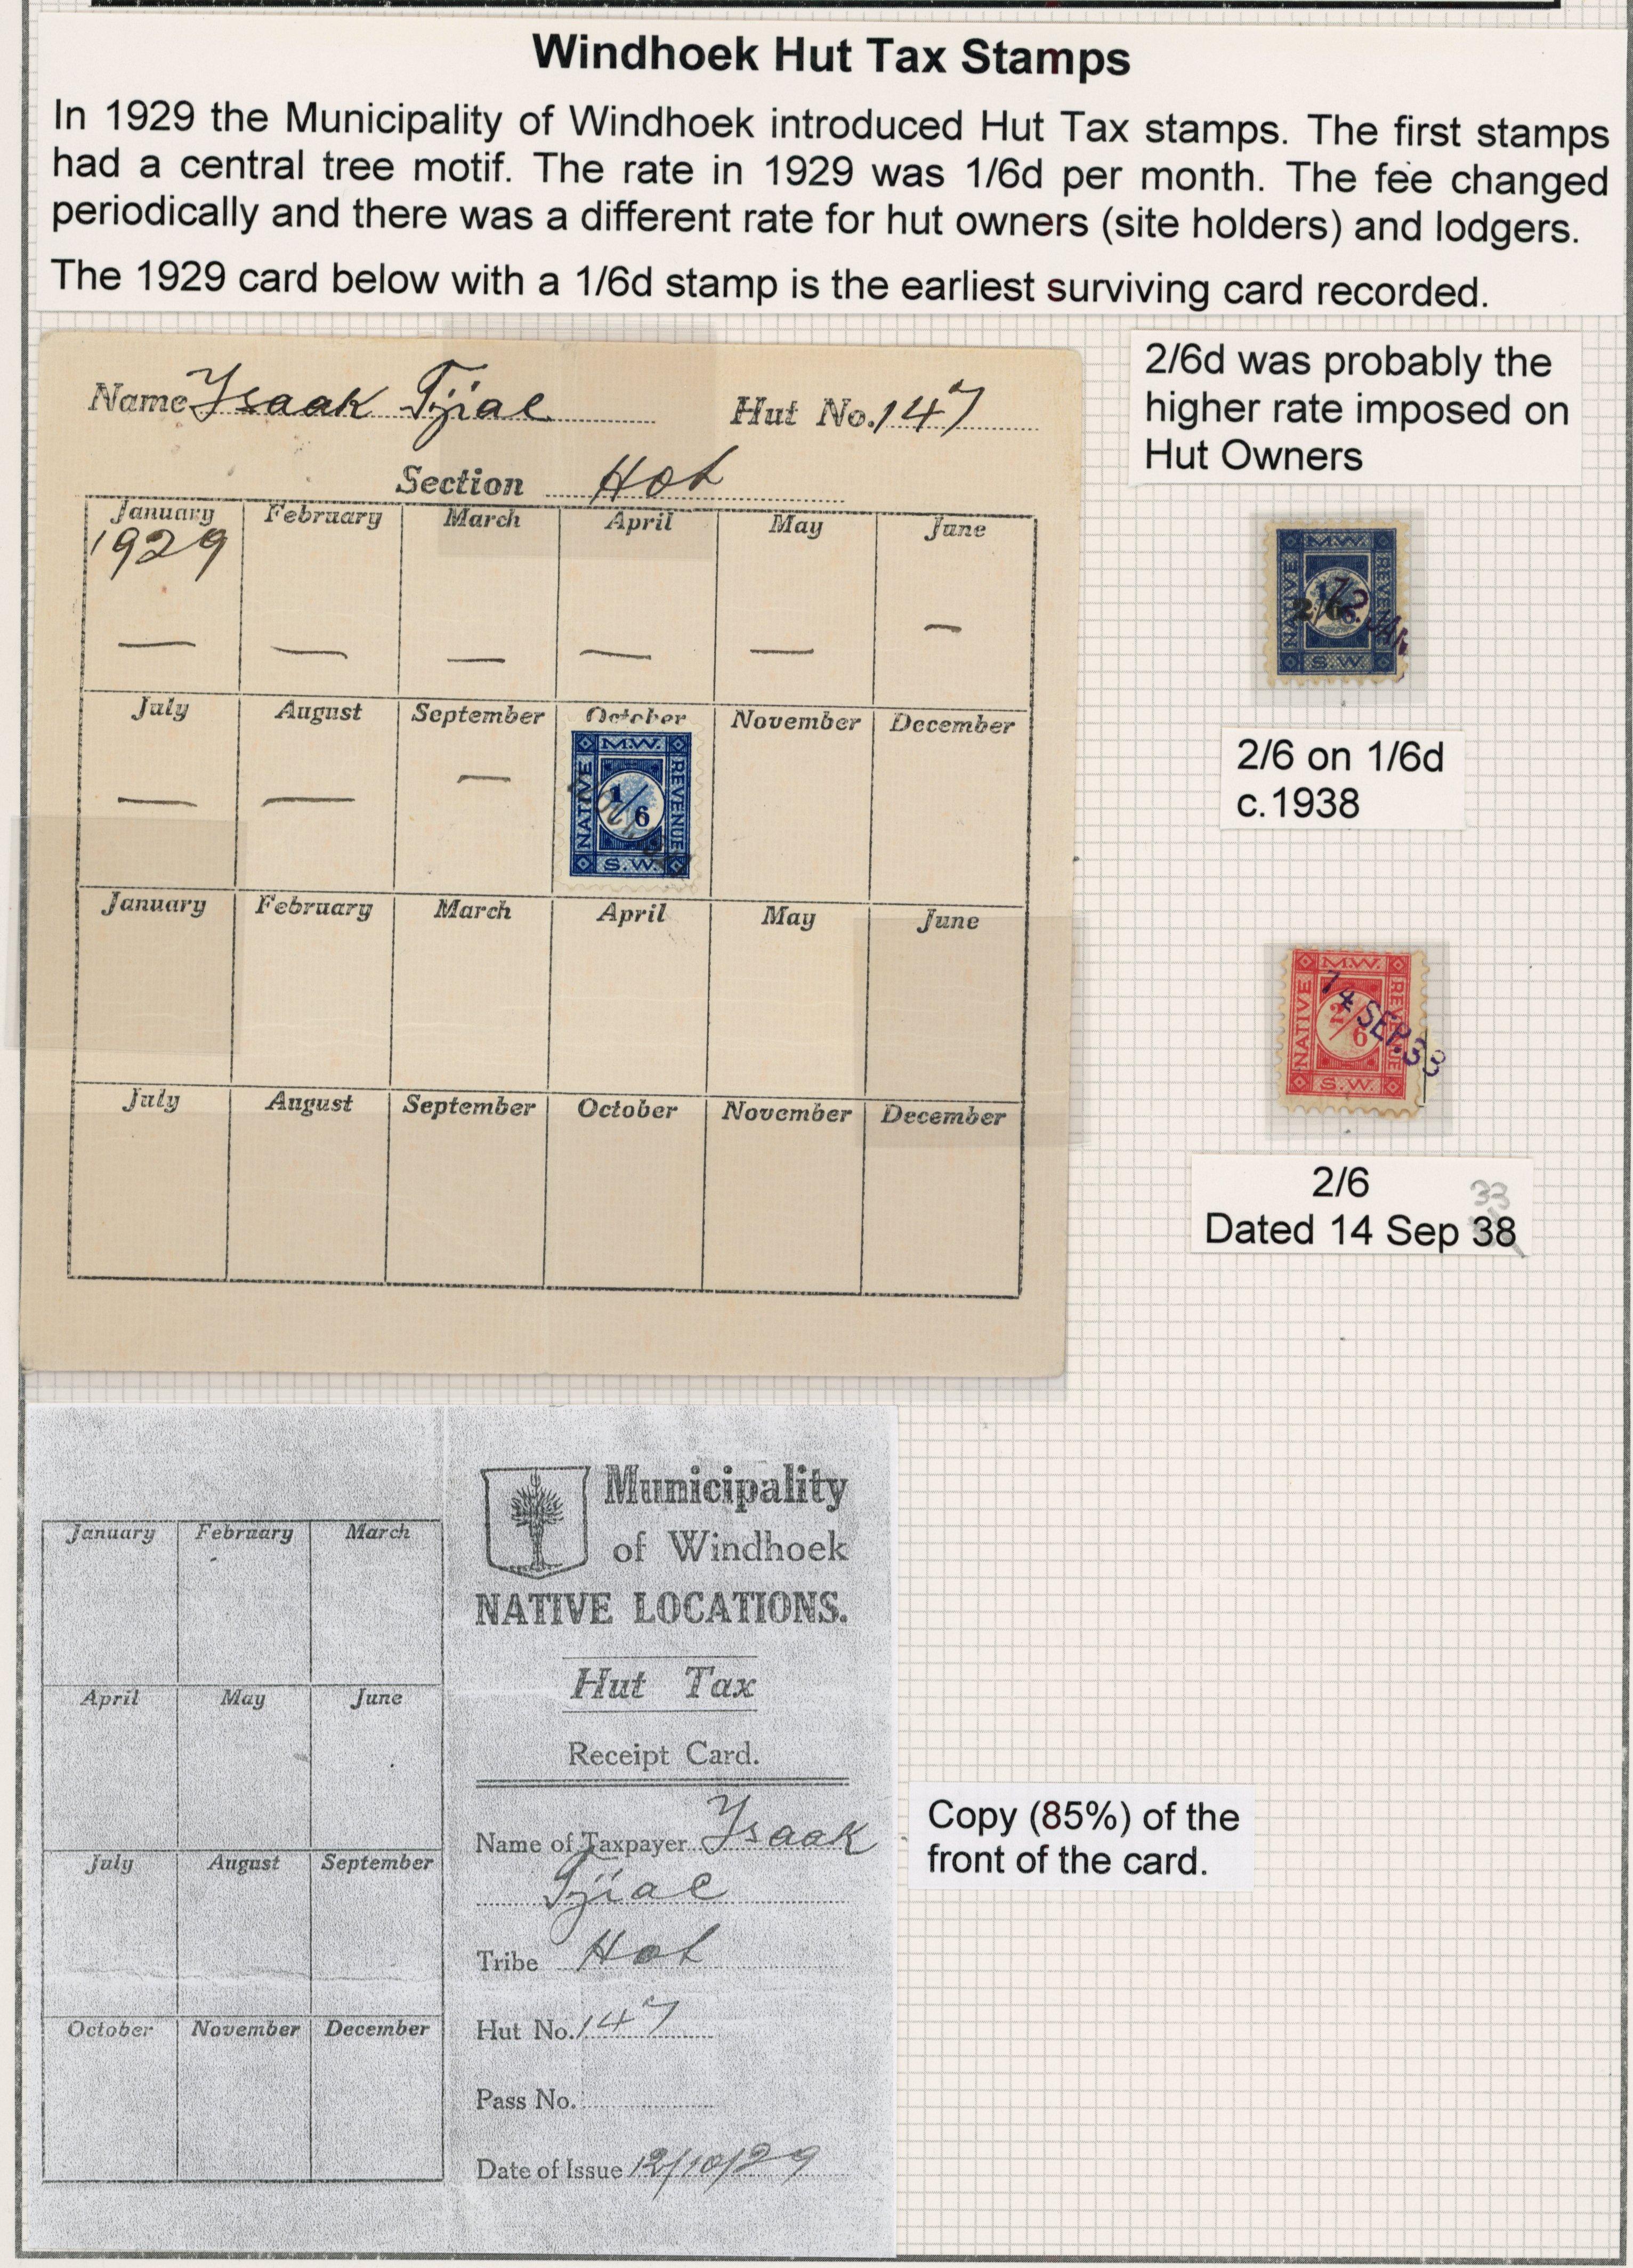 Windhoek Hut Tax Stamps
In 1929 the Municipality of Windhoek introduced Hut Tax stamps. The first stamps
had a central tree motif. The rate in 1929 was 1/6d per month. The fee changed
periodically and there was a different rate for hut owners (site holders) and lodgers.
The 1929 card below with a 1/6d stamp is the earliest surviving card recorded.
Name Isaak Tjiae Hut No. 147
Section Hot
January February March April May June
1929
July August September October November December
M.W.
NATIVE 1/6 REVENUE
S.W.
January February March April May June
July August September October November December
2/6d was probably the
higher rate imposed on
Hut Owners
M.W.
NATIVE 2/6 REVENUE
JAN
S.W.
2/6 on 1/6d
c.1938
M.W.
NATIVE 2/6 REVENUE
14 SEP. 33
S.W.
2/6
33
Dated 14 Sep 38
January February March
April May June
July August September
October November December
Municipality
of Windhoek
NATIVE LOCATIONS.
Hut Tax
Receipt Card.
Name of Taxpayer Isaak
Tjiae
Tribe Hot
Hut No. 147
Pass No.
Date of Issue 12/10/29
Copy (85%) of the
front of the card.